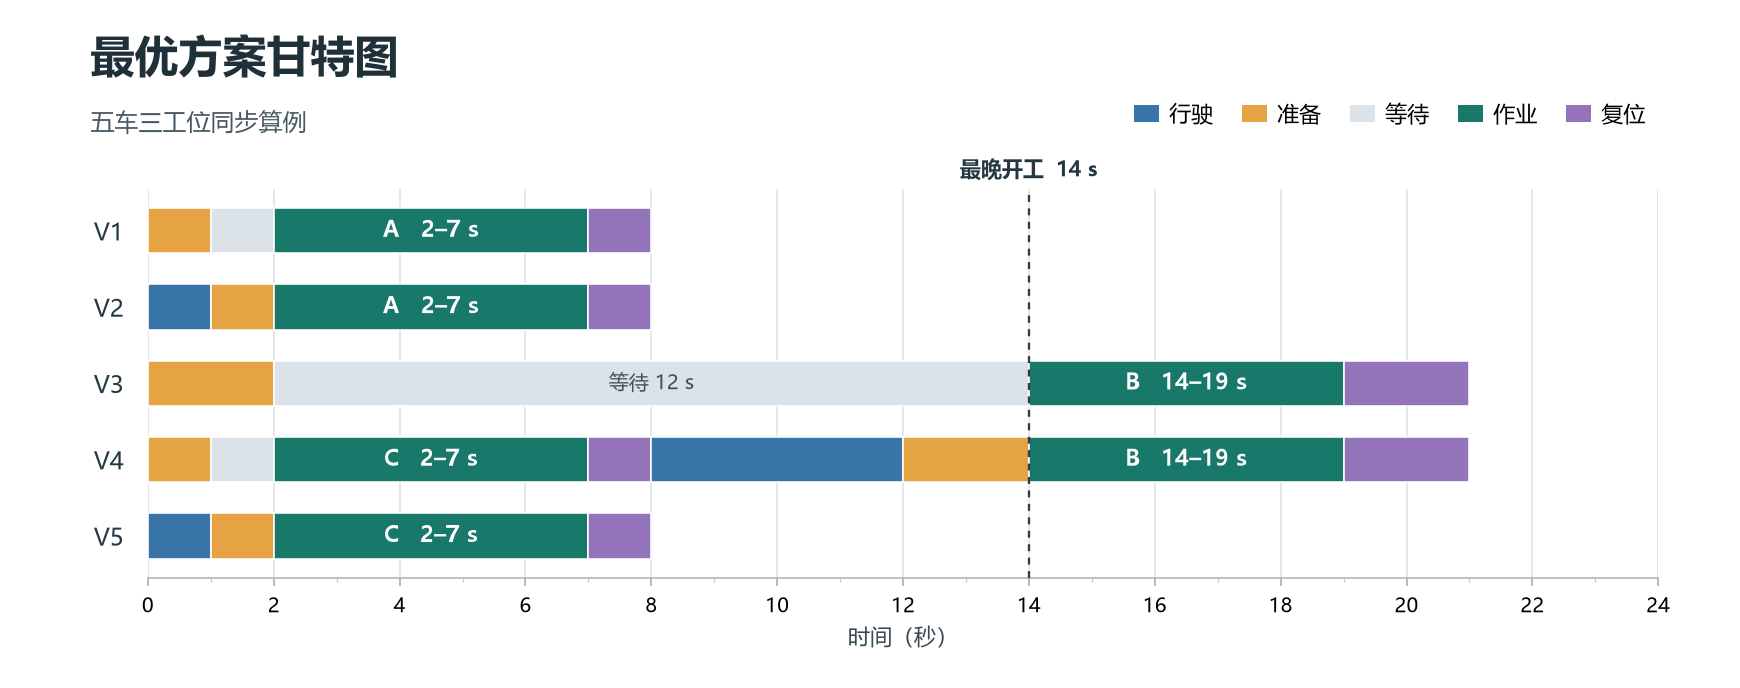 最优方案甘特图
五车三工位同步算例
行驶 准备 等待 作业 复位
最晚开工 14 s
V1 A 2–7 s
V2 A 2–7 s
V3 等待 12 s B 14–19 s
V4 C 2–7 s B 14–19 s
V5 C 2–7 s
0 2 4 6 8 10 12 14 16 18 20 22 24
时间（秒）